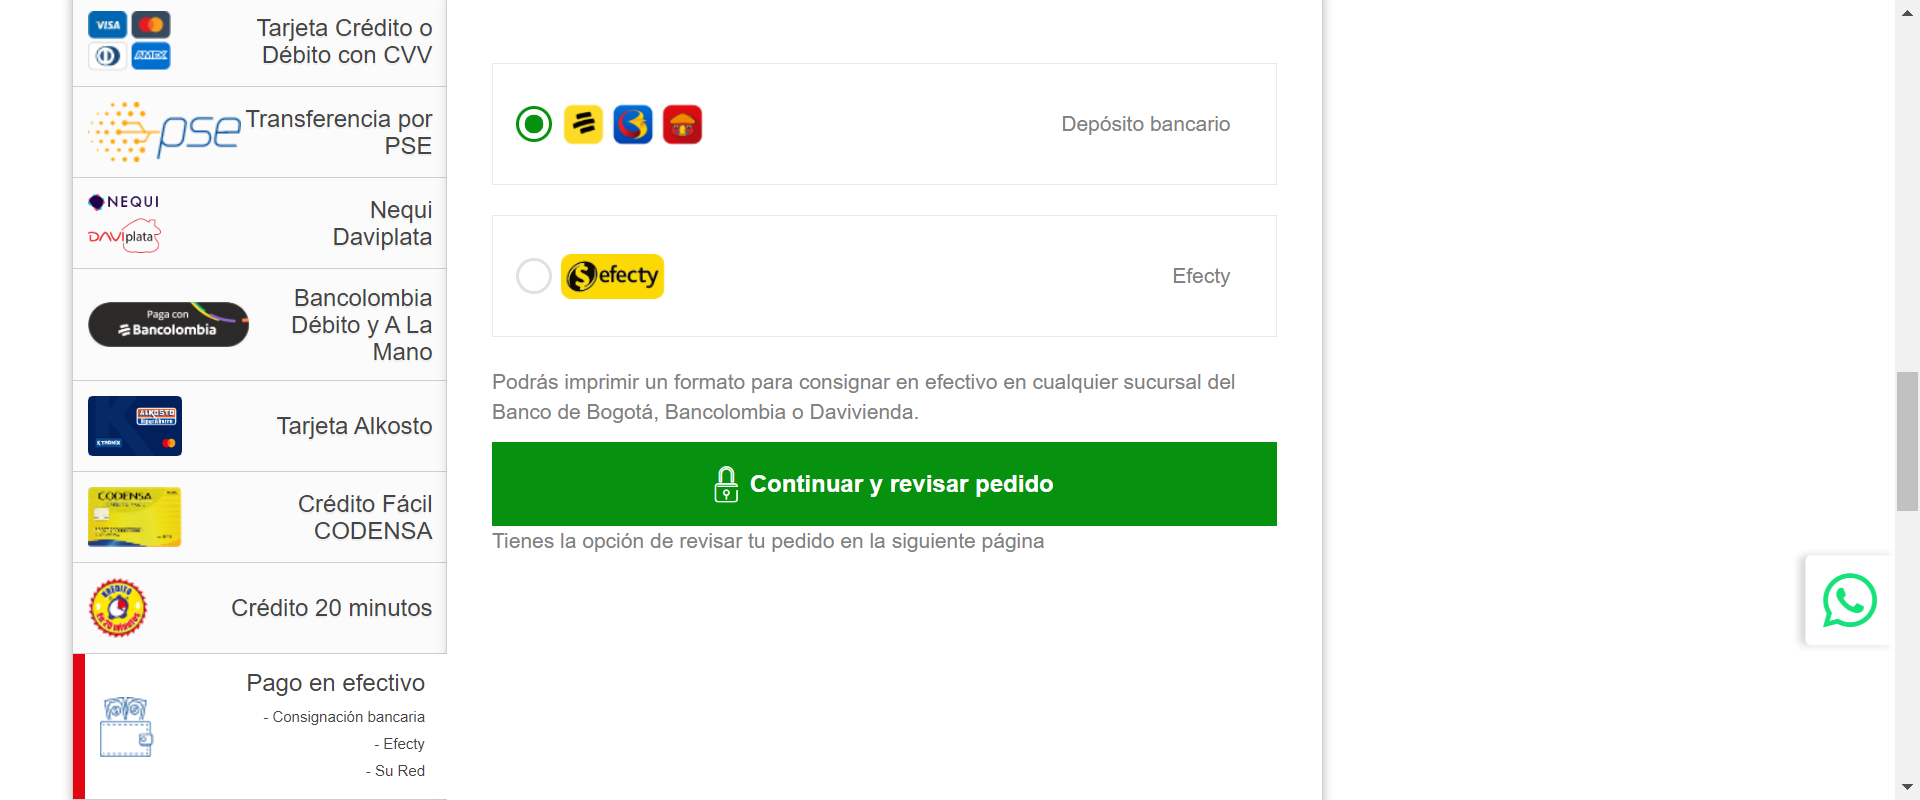 VISA
AMEX
Tarjeta Crédito o
Débito con CVV
pse
Transferencia por
PSE
NEQUI
DAVIplata
Nequi
Daviplata
Paga con
Bancolombia
Bancolombia
Débito y A La
Mano
ALKOSTO
KTRONIX
Tarjeta Alkosto
CODENSA
Crédito Fácil
CODENSA
Crédito 20 minutos
Pago en efectivo
- Consignación bancaria
- Efecty
- Su Red
Depósito bancario
efecty
Efecty
Podrás imprimir un formato para consignar en efectivo en cualquier sucursal del
Banco de Bogotá, Bancolombia o Davivienda.
Continuar y revisar pedido
Tienes la opción de revisar tu pedido en la siguiente página